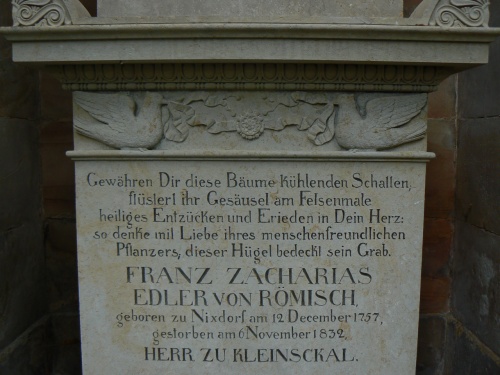 Gewähren Dir diese Bäume kühlenden Schatten,
flüstert ihr Gesäusel am Felsenmale
heiliges Entzücken und Erieden in Dein Herz:
so denke mit Liebe ihres menschenfreundlichen
Pflanzers, dieser Hügel bedeckt sein Grab.
FRANZ ZACHARIAS
EDLER VON RÖMISCH,
geboren zu Nixdorf am 12 December 1757,
gestorben am 6 November 1832,
HERR ZU KLEINSCKAL.